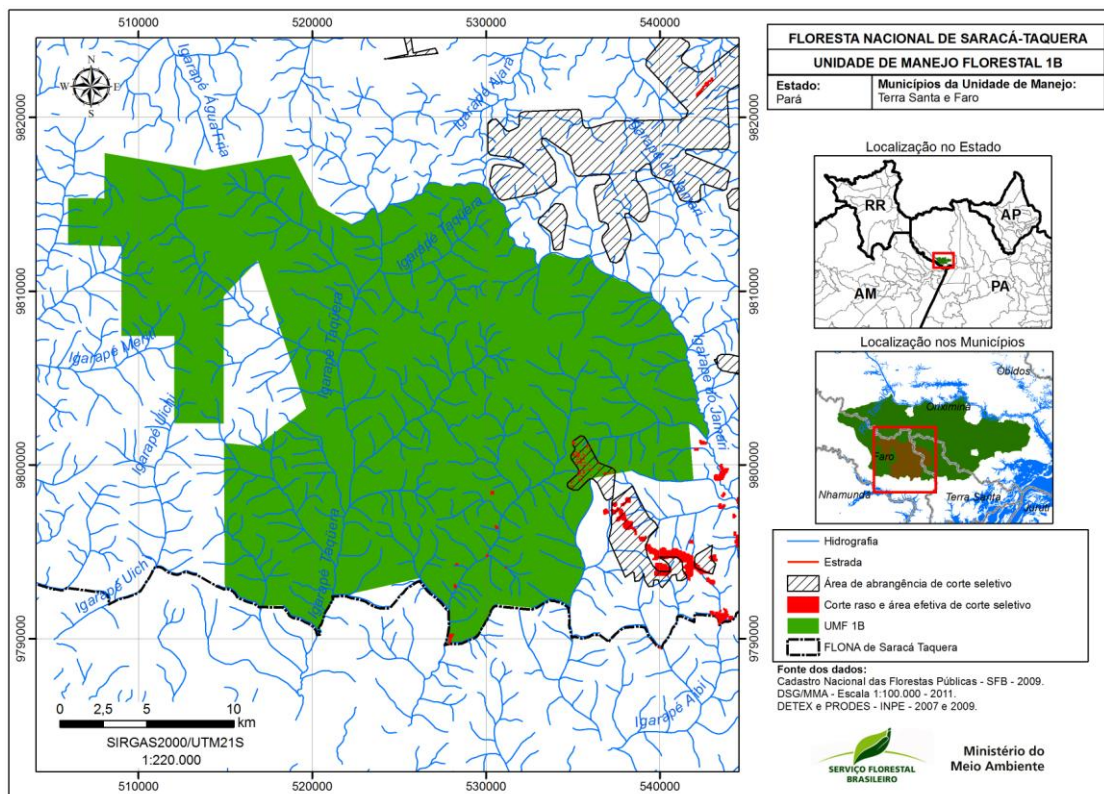 510000
520000
530000
540000
9820000
9810000
9800000
9790000
9820000
9810000
9800000
9790000
N
W
E
S
Igarapé Água Fria
Igarapé Ajara
Igarapé do Jamari
Igarapé Taquera
Igarapé Taquera
Igarapé Uichi
Igarapé do Jamari
Igarapé Taquera
Igarapé Uich
0 2,5 5 10
km
SIRGAS2000/UTM21S
1:220.000
510000
520000
530000
540000
FLORESTA NACIONAL DE SARACÁ-TAQUERA
UNIDADE DE MANEJO FLORESTAL 1B
Estado:
Pará
Municípios da Unidade de Manejo:
Terra Santa e Faro
Localização no Estado
RR
AP
AM
PA
Localização nos Municípios
Óbidos
Oriximiná
Faro
Nhamundá
Terra Santa
Juruti
Hidrografia
Estrada
Área de abrangência de corte seletivo
Corte raso e área efetiva de corte seletivo
UMF 1B
FLONA de Saracá Taquera
Fonte dos dados:
Cadastro Nacional das Florestas Públicas - SFB - 2009.
DSG/MMA - Escala 1:100.000 - 2011.
DETEX e PRODES - INPE - 2007 e 2009.
SERVIÇO FLORESTAL
BRASILEIRO
Ministério do
Meio Ambiente